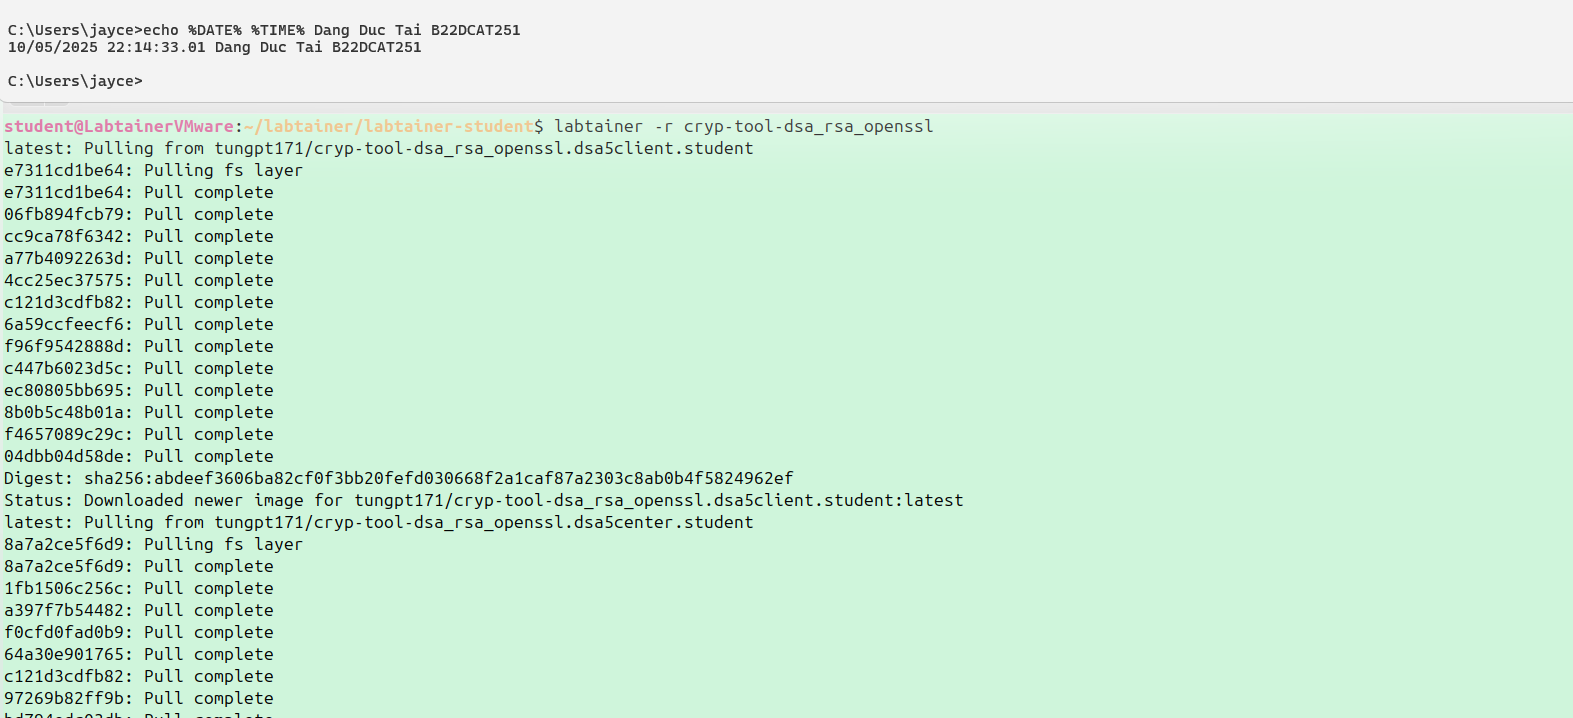 C:\Users\jayce>echo %DATE% %TIME% Dang Duc Tai B22DCAT251
10/05/2025 22:14:33.01 Dang Duc Tai B22DCAT251
C:\Users\jayce>
student@LabtainerVMware:~/labtainer/labtainer-student$ labtainer -r cryp-tool-dsa_rsa_openssl
latest: Pulling from tungpt171/cryp-tool-dsa_rsa_openssl.dsa5client.student
e7311cd1be64: Pulling fs layer
e7311cd1be64: Pull complete
06fb894fcb79: Pull complete
cc9ca78f6342: Pull complete
a77b4092263d: Pull complete
4cc25ec37575: Pull complete
c121d3cdfb82: Pull complete
6a59ccfeecf6: Pull complete
f96f9542888d: Pull complete
c447b6023d5c: Pull complete
ec80805bb695: Pull complete
8b0b5c48b01a: Pull complete
f4657089c29c: Pull complete
04dbb04d58de: Pull complete
Digest: sha256:abdeef3606ba82cf0f3bb20fefd030668f2a1caf87a2303c8ab0b4f5824962ef
Status: Downloaded newer image for tungpt171/cryp-tool-dsa_rsa_openssl.dsa5client.student:latest
latest: Pulling from tungpt171/cryp-tool-dsa_rsa_openssl.dsa5center.student
8a7a2ce5f6d9: Pulling fs layer
8a7a2ce5f6d9: Pull complete
1fb1506c256c: Pull complete
a397f7b54482: Pull complete
f0cfd0fad0b9: Pull complete
64a30e901765: Pull complete
c121d3cdfb82: Pull complete
97269b82ff9b: Pull complete
Pull complete